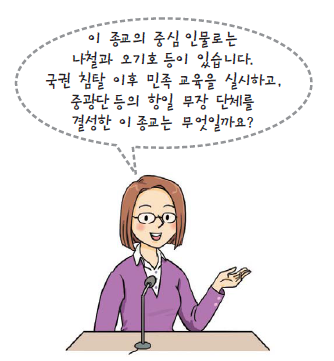 이 종교의 중심 인물로는
나철과 오기호 등이 있습니다.
국권 침탈 이후 민족 교육을 실시하고,
중광단 등의 항일 무장 단체를
결성한 이 종교는 무엇일까요?